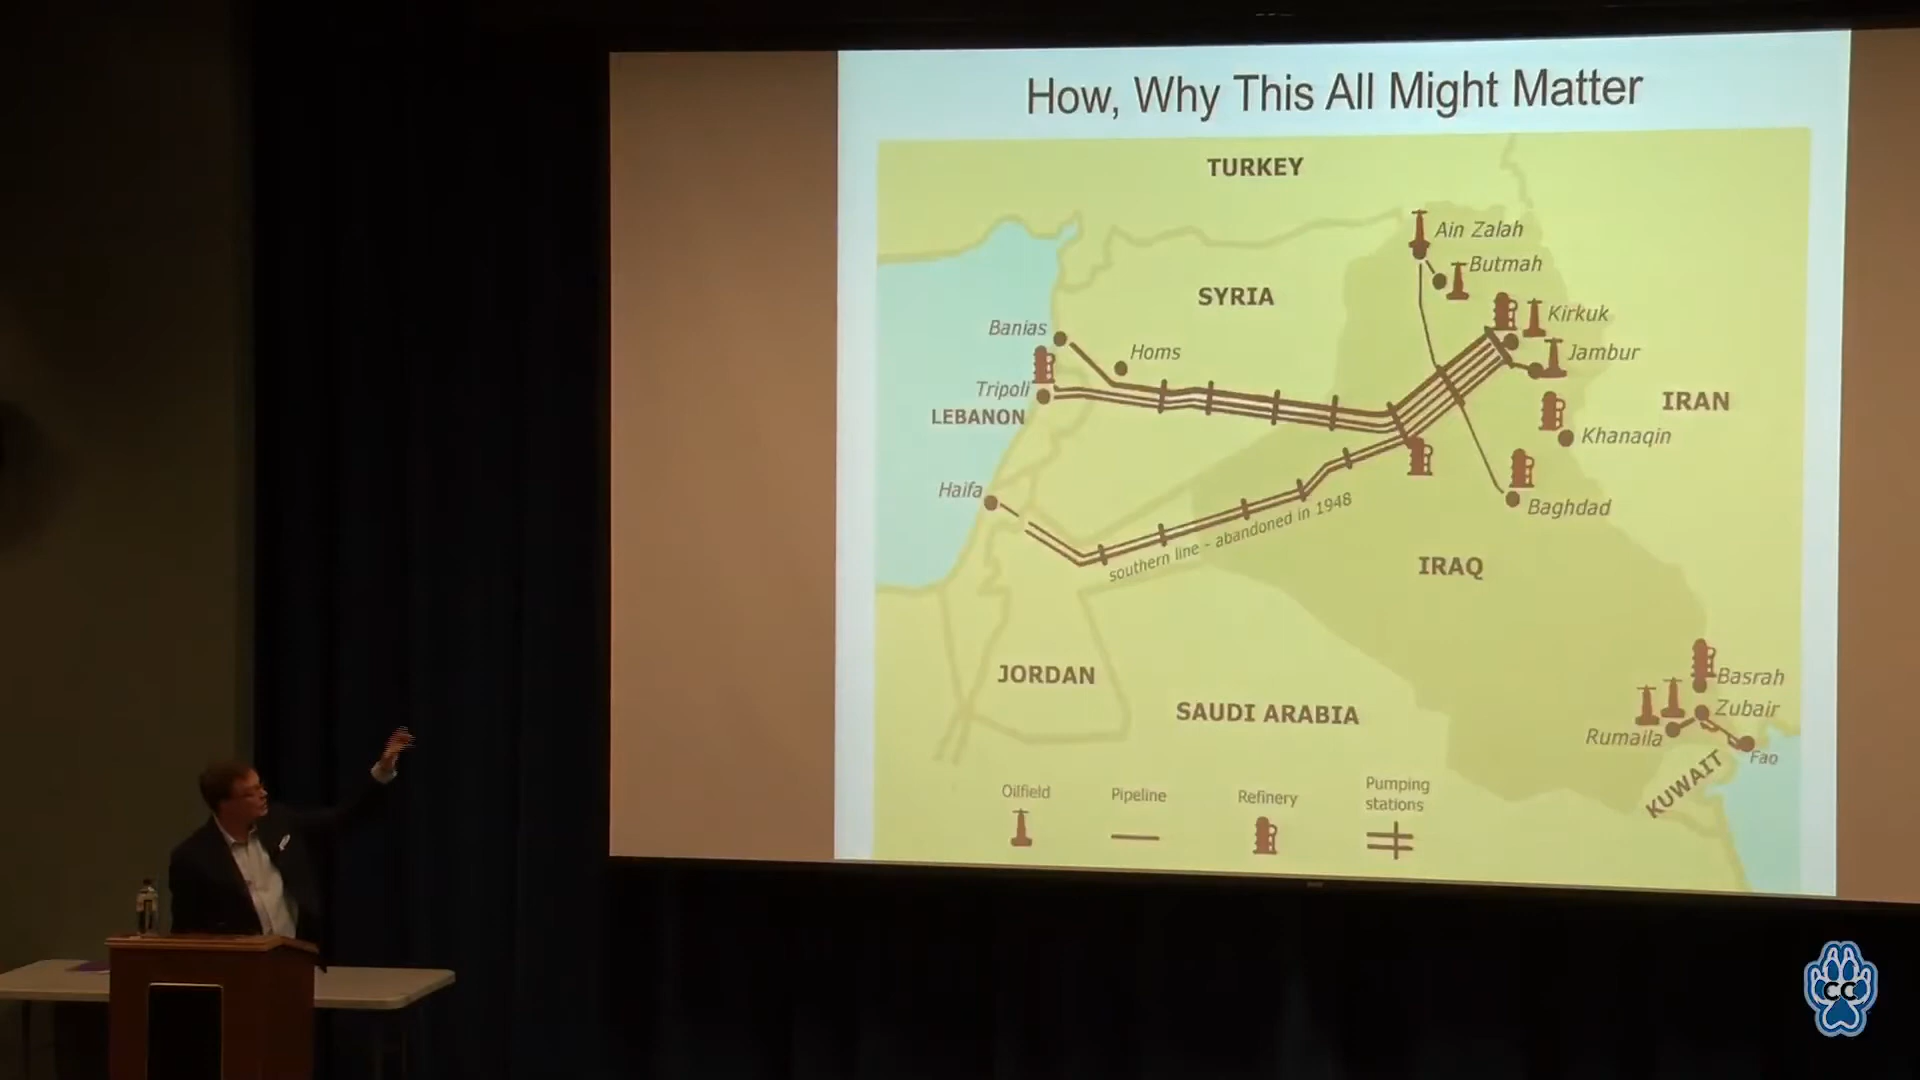 How, Why This All Might Matter
TURKEY
Ain Zalah
Butmah
SYRIA
Kirkuk
Banias
Homs
Jambur
Tripoli
LEBANON
IRAN
Khanaqin
Haifa
Baghdad
southern line - abandoned in 1948
IRAQ
JORDAN
Basrah
SAUDI ARABIA
Zubair
Rumaila
Fao
KUWAIT
Oilfield
Pipeline
Refinery
Pumping
stations
CC